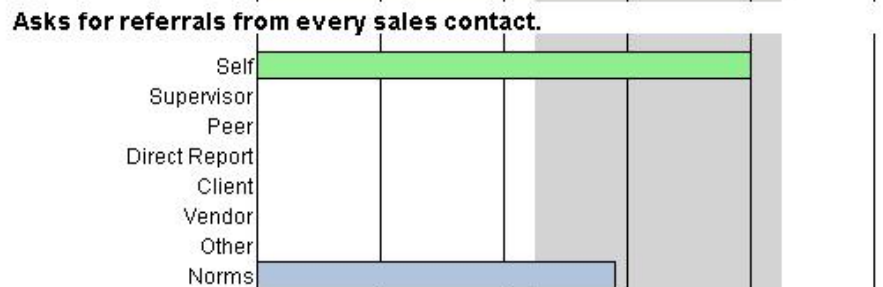 Asks for referrals from every sales contact.
Self
Supervisor
Peer
Direct Report
Client
Vendor
Other
Norms